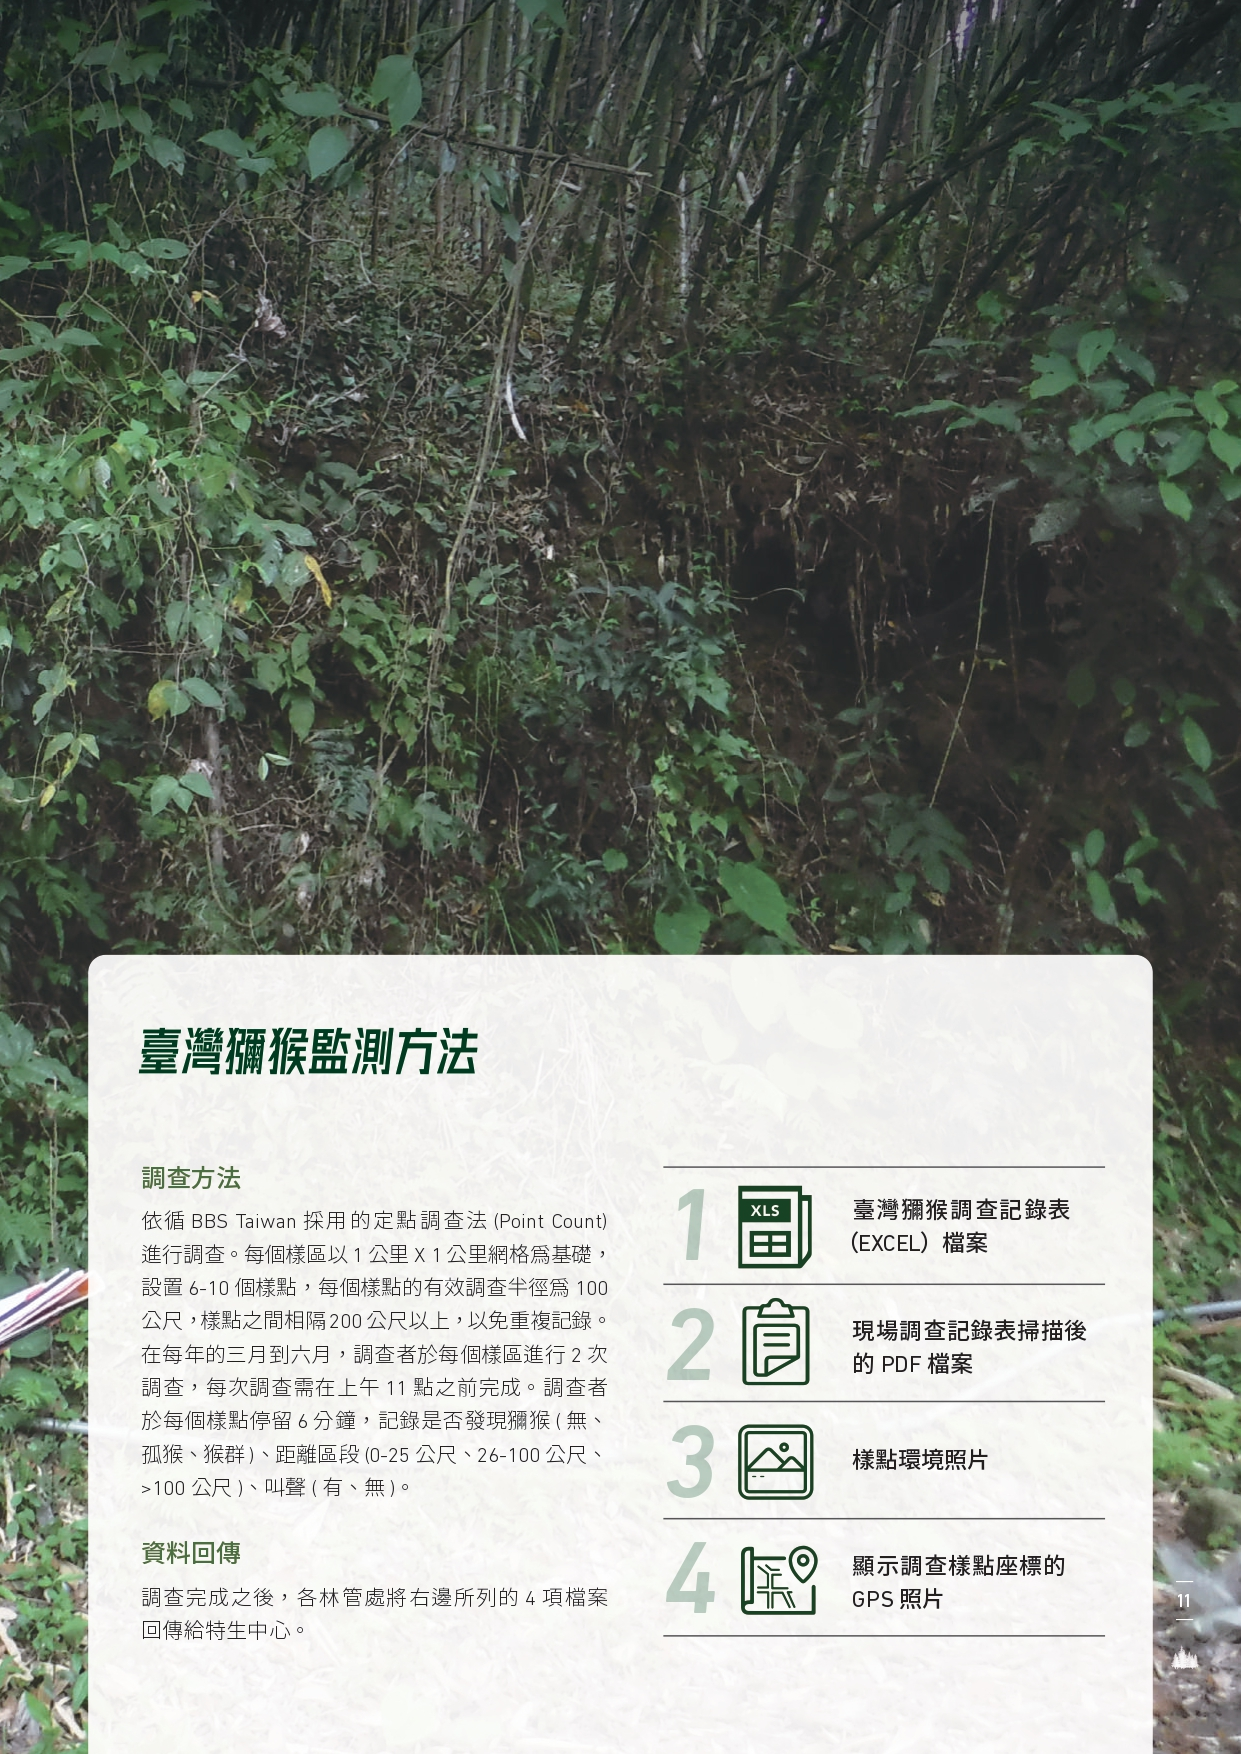 臺灣獼猴監測方法
調查方法
依循 BBS Taiwan 採用的定點調查法 (Point Count)
進行調查。每個樣區以 1 公里 X 1 公里網格爲基礎，
設置 6-10 個樣點，每個樣點的有效調查半徑爲 100
公尺，樣點之間相隔 200 公尺以上，以免重複記錄。
在每年的三月到六月，調查者於每個樣區進行 2 次
調查，每次調查需在上午 11 點之前完成。調查者
於每個樣點停留 6 分鐘，記錄是否發現獼猴 ( 無、
孤猴、猴群 )、距離區段 (0-25 公尺、26-100 公尺、
>100 公尺 )、叫聲 ( 有、無 )。
資料回傳
調查完成之後，各林管處將右邊所列的 4 項檔案
回傳給特生中心。
1
XLS
臺灣獼猴調查記錄表
(EXCEL）檔案
2
現場調查記錄表掃描後
的 PDF 檔案
3
樣點環境照片
4
顯示調查樣點座標的
GPS 照片
11